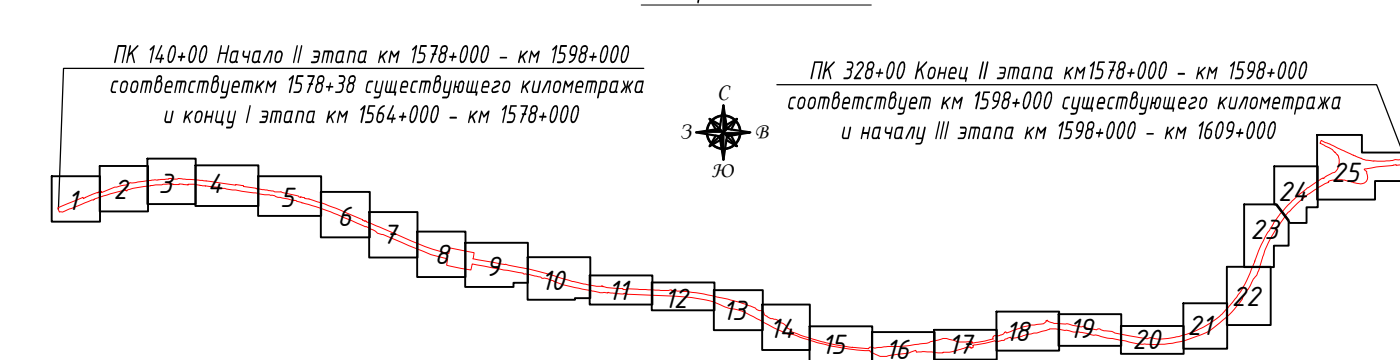 ПК 140+00 Начало II этапа км 1578+000 - км 1598+000
соответствуеткм 1578+38 существующего километража
и концу I этапа км 1564+000 - км 1578+000
ПК 328+00 Конец II этапа км1578+000 - км 1598+000
соответствует км 1598+000 существующего километража
и началу III этапа км 1598+000 - км 1609+000
С
З В
Ю
1 2 3 4 5 6 7 8 9 10 11 12 13 14 15 16 17 18 19 20 21 22 23 24 25